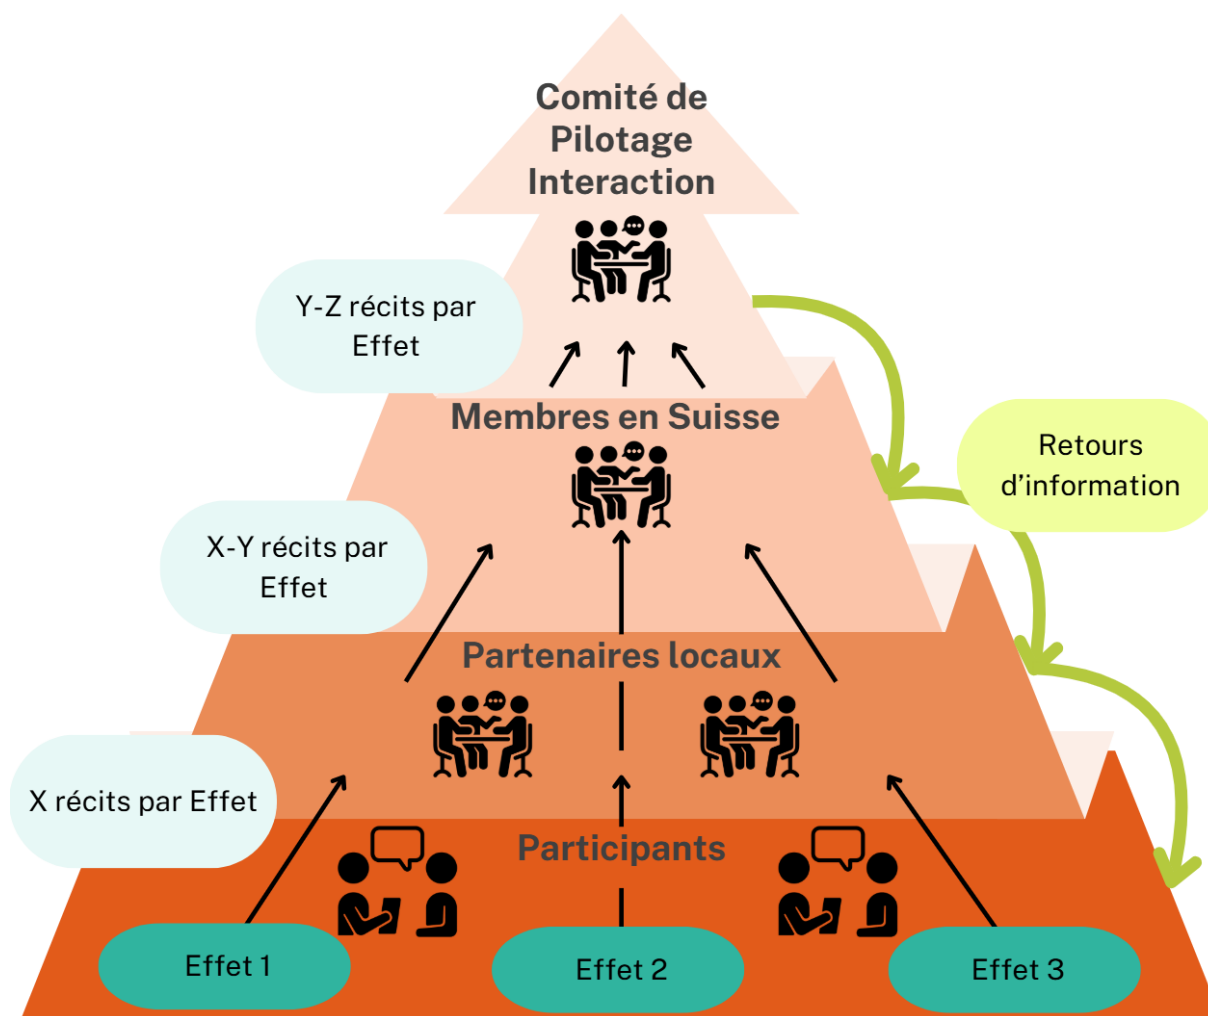 Comité de
Pilotage
Interaction
Y-Z récits par
Effet
Membres en Suisse
Retours
d'information
X-Y récits par
Effet
Partenaires locaux
X récits par Effet
Participants
Effet 1
Effet 2
Effet 3